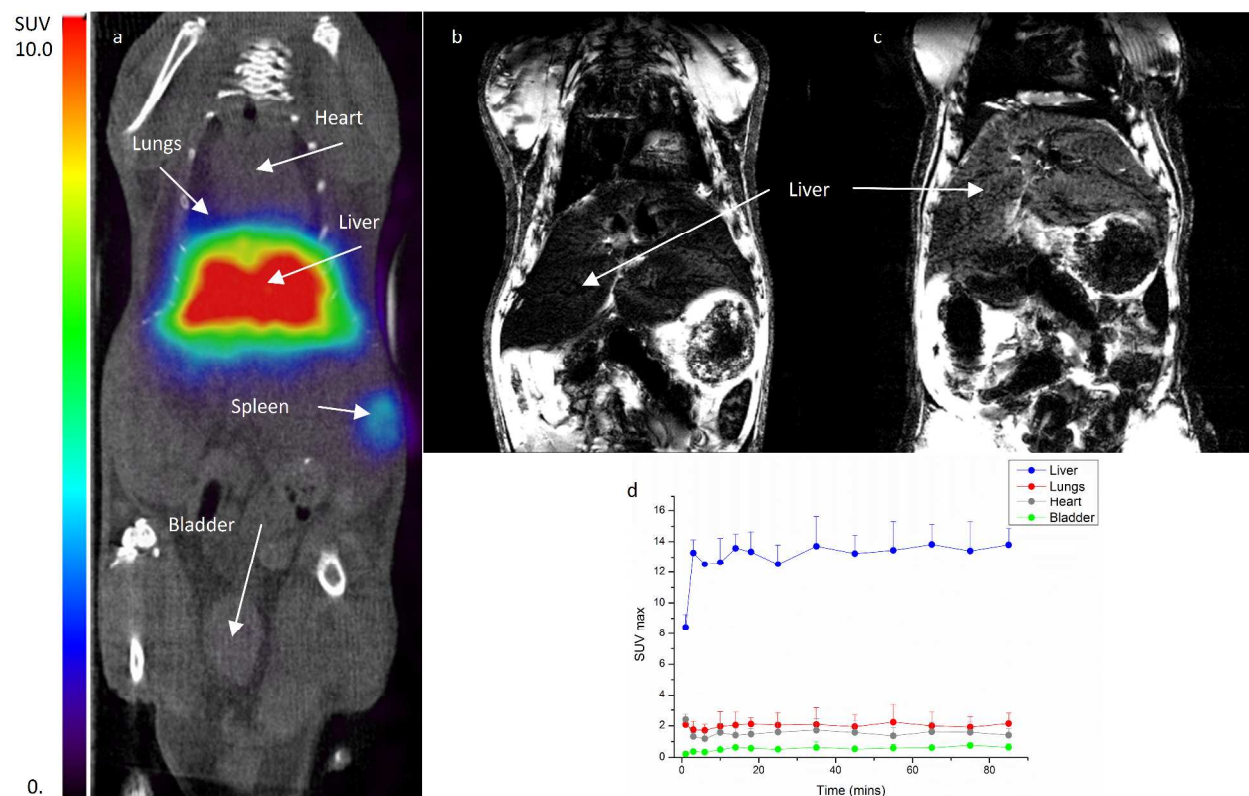 SUV
10.0
0.
a
Heart
Lungs
Liver
Spleen
Bladder
b
Liver
c
d
Liver
Lungs
Heart
Bladder
SUV max
16
14
12
10
8
6
4
2
0
0
20
40
60
80
Time (mins)